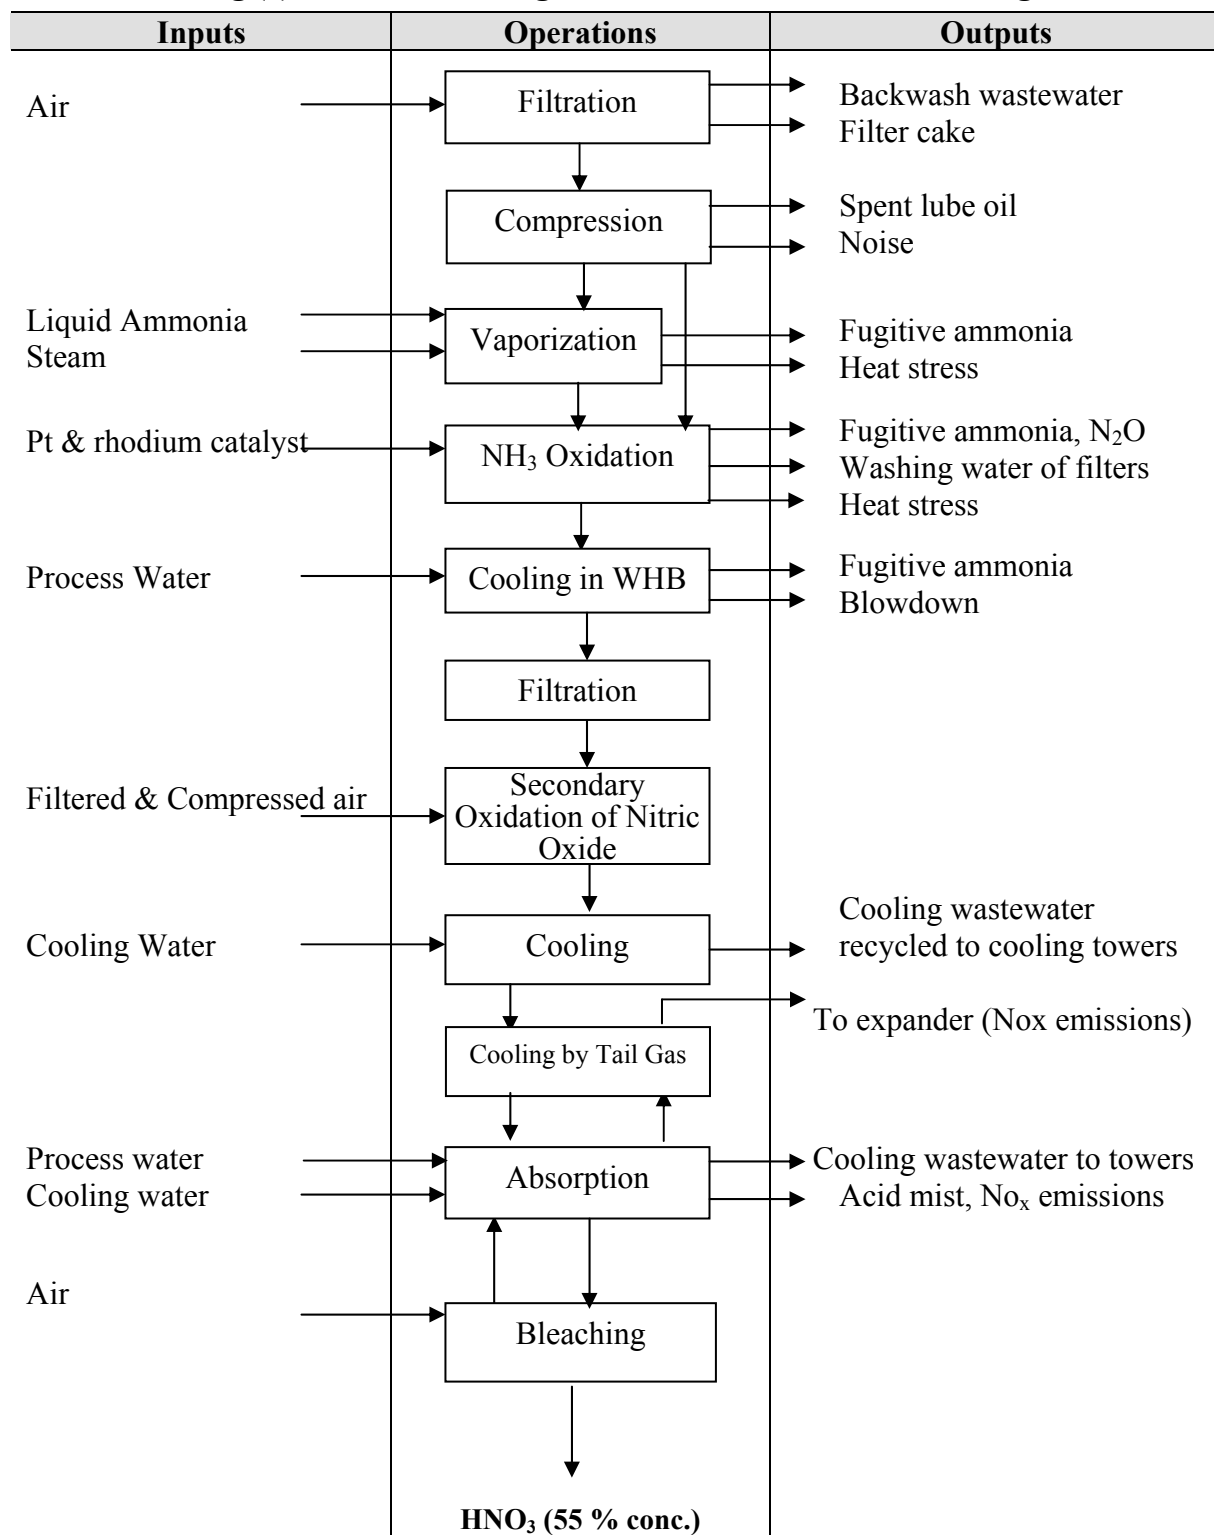 Inputs
Operations
Outputs
Air
Filtration
Backwash wastewater
Filter cake
Compression
Spent lube oil
Noise
Liquid Ammonia
Steam
Vaporization
Fugitive ammonia
Heat stress
Pt & rhodium catalyst
NH₃ Oxidation
Fugitive ammonia, N₂O
Washing water of filters
Heat stress
Process Water
Cooling in WHB
Fugitive ammonia
Blowdown
Filtration
Filtered & Compressed air
Secondary
Oxidation of Nitric
Oxide
Cooling Water
Cooling
Cooling wastewater
recycled to cooling towers
To expander (Nox emissions)
Cooling by Tail Gas
Process water
Cooling water
Absorption
Cooling wastewater to towers
Acid mist, Noₓ emissions
Air
Bleaching
HNO₃ (55 % conc.)